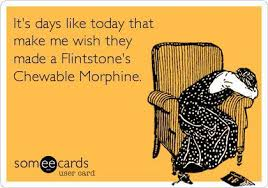 It's days like today that
make me wish they
made a Flintstone's
Chewable Morphine.
someecards
user card